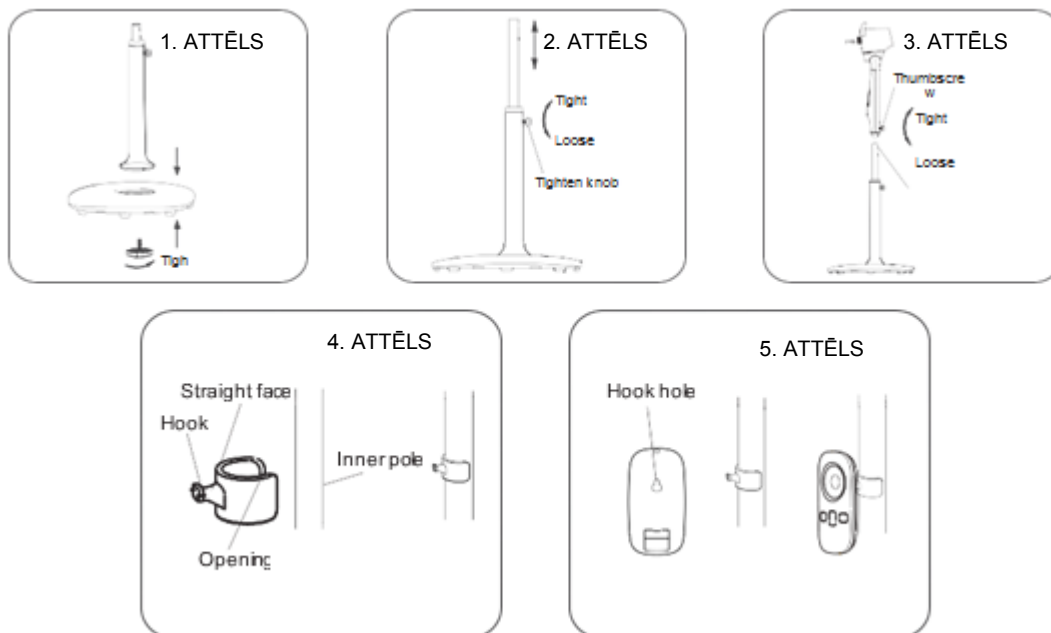 1. ATTĒLS
Tigh
2. ATTĒLS
Tight
Loose
Tighten knob
3. ATTĒLS
Thumbscre
w
Tight
Loose
4. ATTĒLS
Straight face
Hook
Inner pole
Opening
5. ATTĒLS
Hook hole